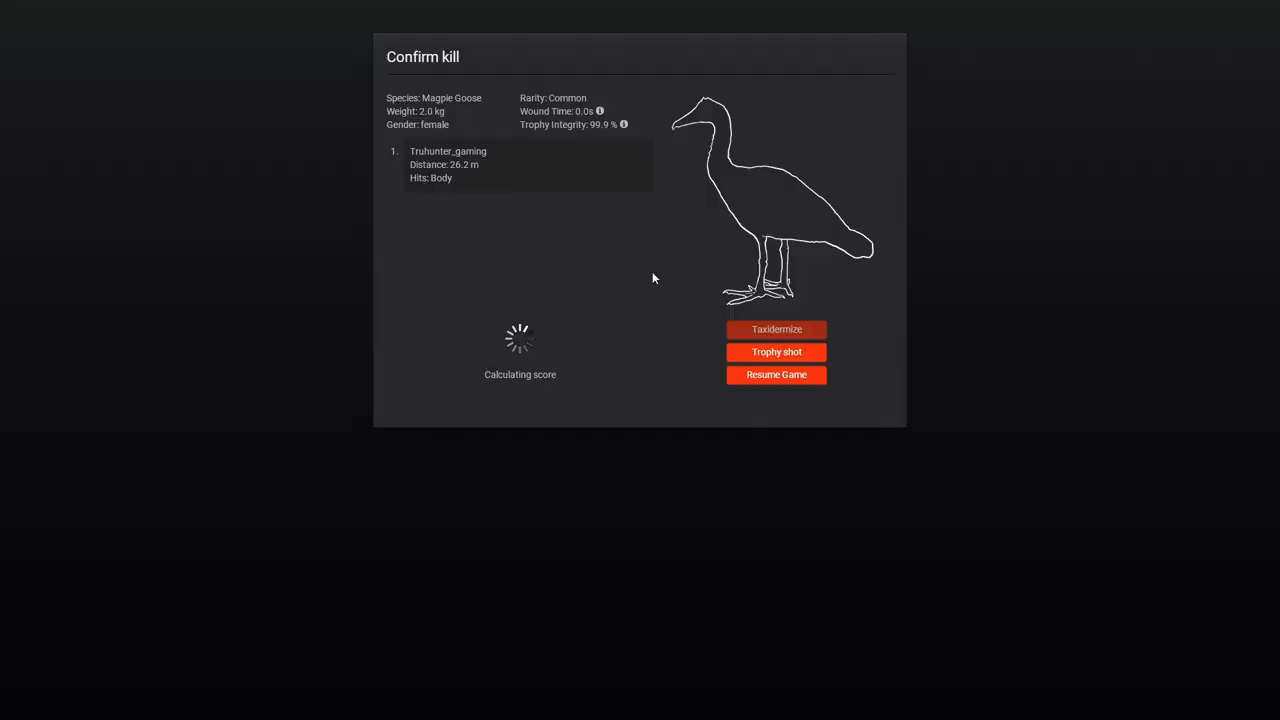 Confirm kill
Species: Magpie Goose
Weight: 2.0 kg
Gender: female
Rarity: Common
Wound Time: 0.0s
Trophy Integrity: 99.9 %
1.
Truhunter_gaming
Distance: 26.2 m
Hits: Body
Calculating score
Taxidermize
Trophy shot
Resume Game